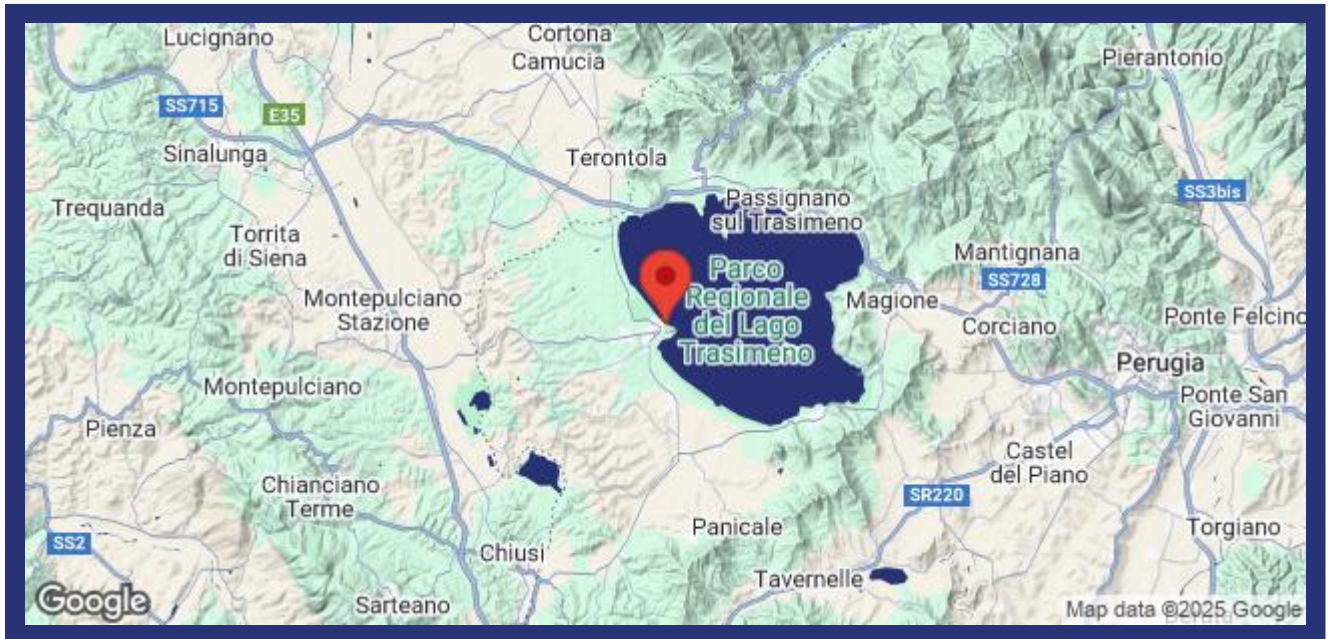 Lucignano
Cortona
Camucia
Pierantonio
SS715
E35
Sinalunga
Terontola
SS3bis
Trequanda
Passignano
sul Trasimeno
Torrita
di Siena
Mantignana
Parco
Regionale
del Lago
Trasimeno
SS728
Montepulciano
Stazione
Magione
Corciano
Ponte Felcino
Perugia
Montepulciano
Ponte San
Giovanni
Pienza
Castel
del Piano
Chianciano
Terme
SR220
Panicale
Torgiano
SS2
Chiusi
Tavernelle
Google
Sarteano
Map data ©2025 Google